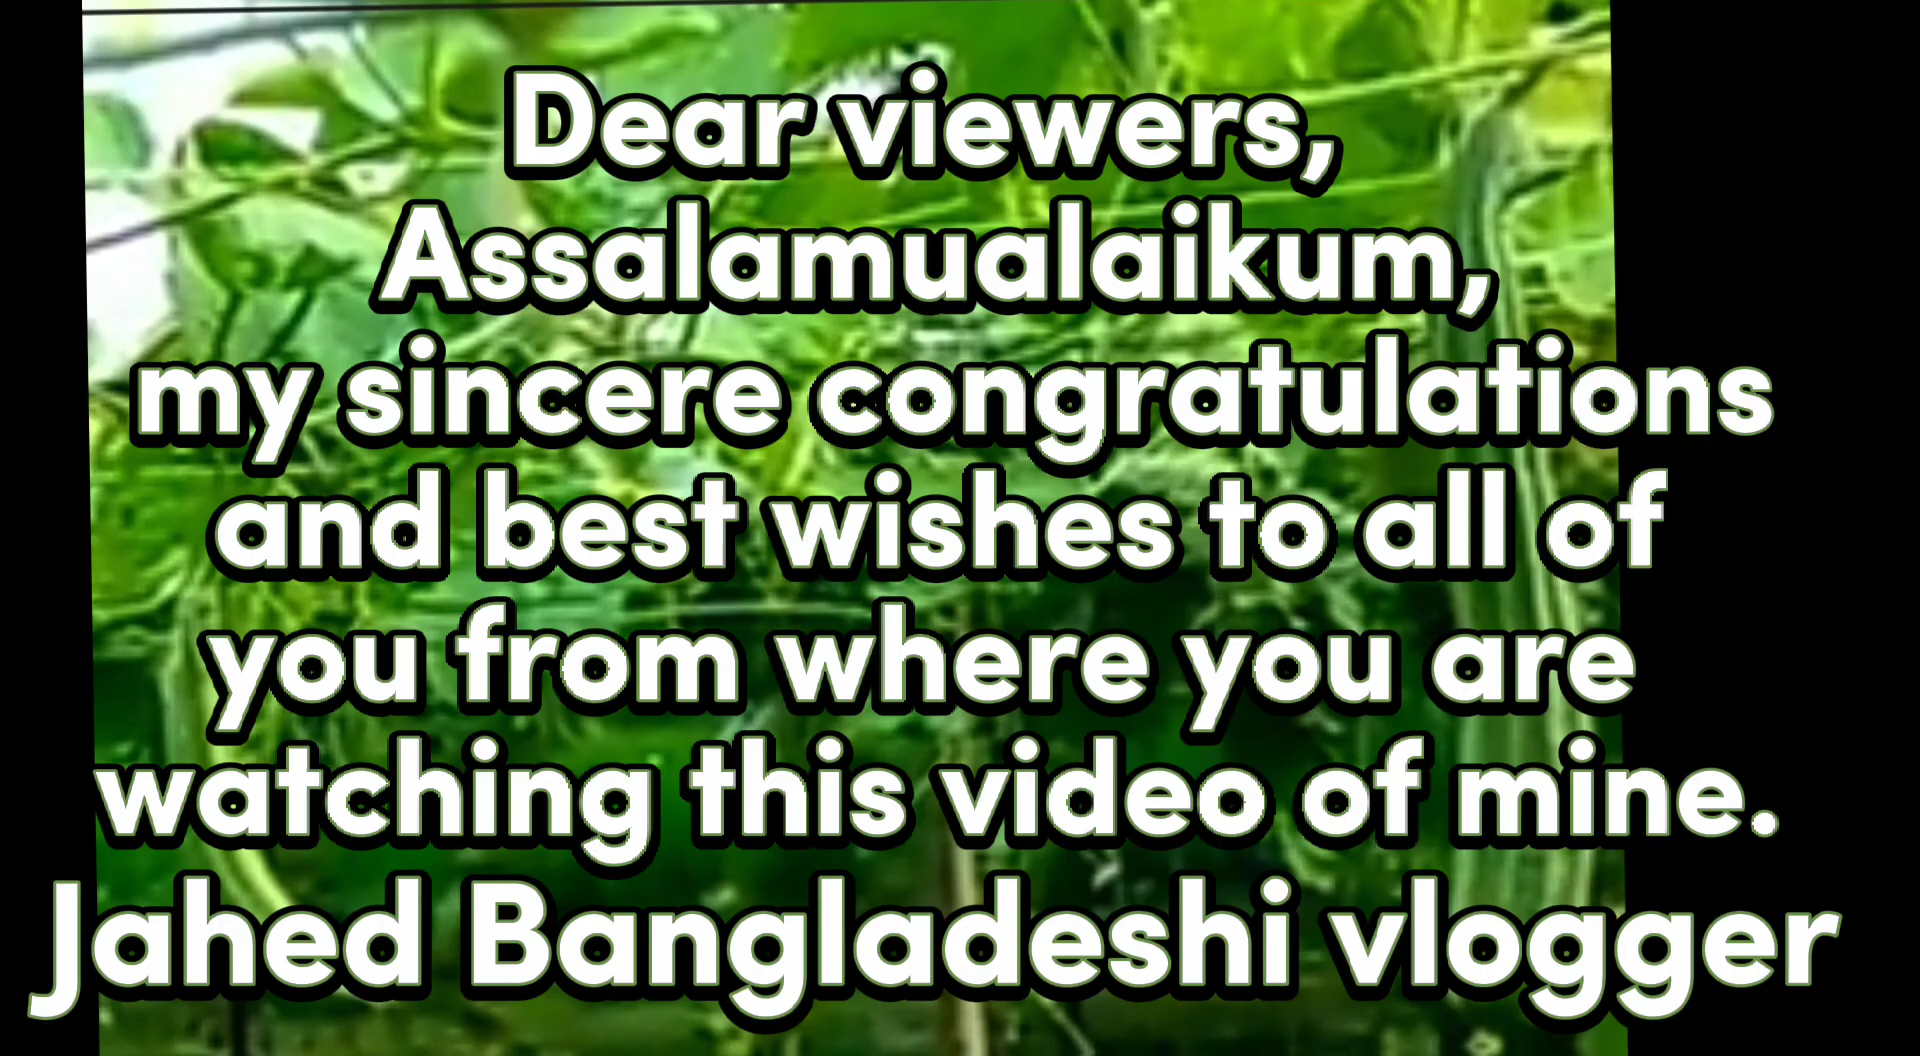 Dear viewers,
Assalamualaikum,
my sincere congratulations
and best wishes to all of
you from where you are
watching this video of mine.
Jahed Bangladeshi vlogger